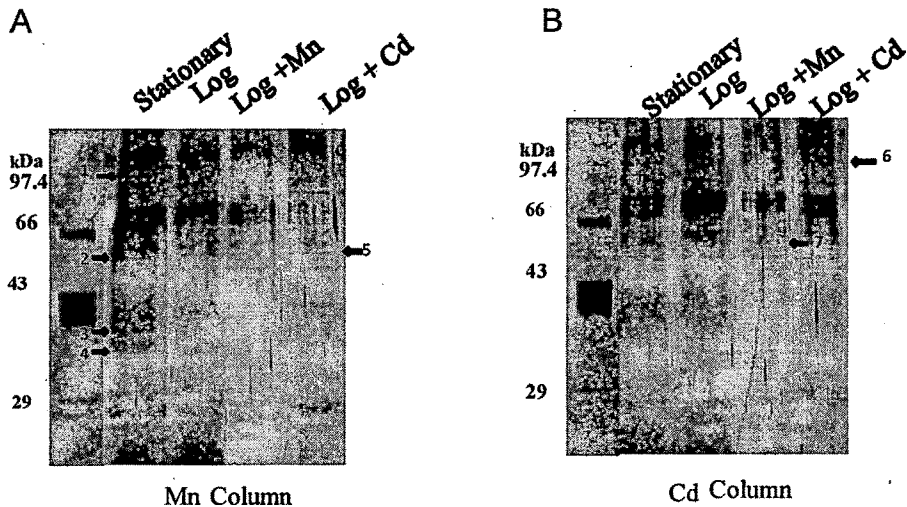 A
Stationary
Log
Log +Mn
Log + Cd
kDa
97.4
66
43
29
1
2
3
4
5
Mn Column
B
Stationary
Log
Log +Mn
Log + Cd
kDa
97.4
66
43
29
6
7
Cd Column